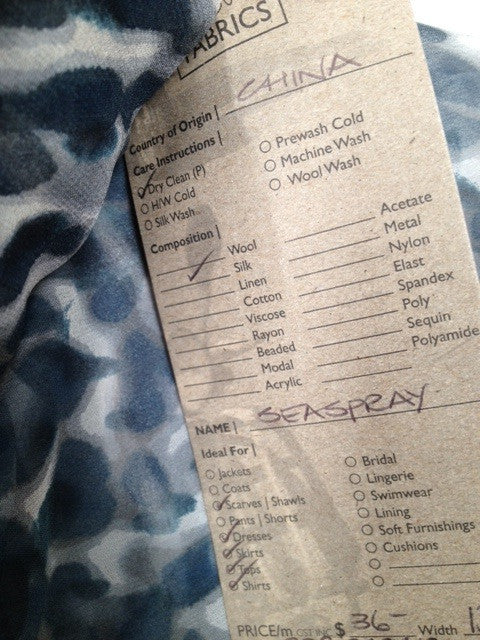 FABRICS
Country of Origin | CHINA
Care Instructions |
Dry Clean (P)
H/W Cold
Silk Wash
Prewash Cold
Machine Wash
Wool Wash
Composition |
Wool
Silk
Linen
Cotton
Viscose
Rayon
Beaded
Modal
Acrylic
Acetate
Metal
Nylon
Elast
Spandex
Poly
Sequin
Polyamide
NAME | SEASPRAY
Ideal For |
Jackets
Coats
Scarves | Shawls
Pants | Shorts
Dresses
Skirts
Tops
Shirts
Bridal
Lingerie
Swimwear
Lining
Soft Furnishings
Cushions
PRICE/m GST INC $ 36- Width